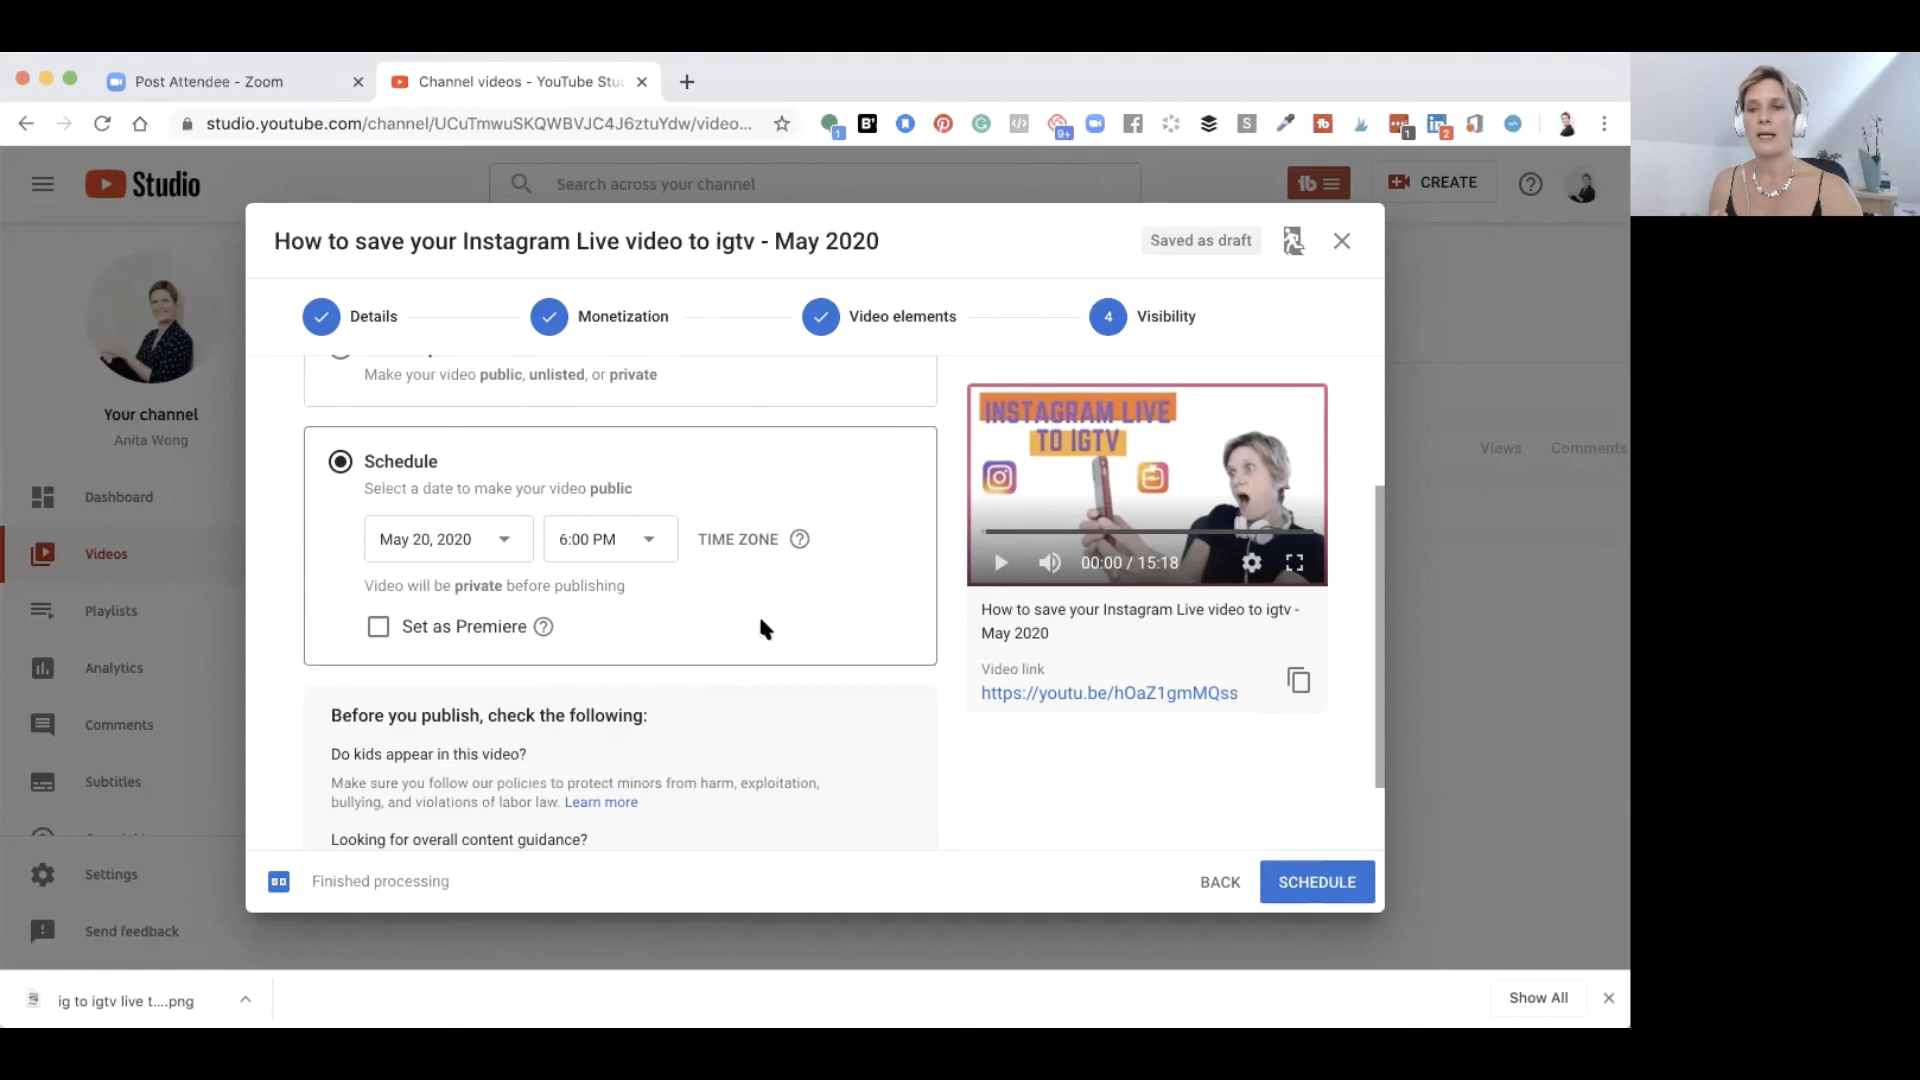 Post Attendee - Zoom
Channel videos - YouTube Stu
studio.youtube.com/channel/UCuTmwuSKQWBVJC4J6ztuYdw/video...
1
B
9+
S
tb
1
2
Studio
Search across your channel
tb
CREATE
How to save your Instagram Live video to igtv - May 2020
Saved as draft
Details
Monetization
Video elements
4
Visibility
Make your video public, unlisted, or private
Your channel
Anita Wong
Views
Comments
Dashboard
Videos
Playlists
Analytics
Comments
Subtitles
Settings
Send feedback
Schedule
Select a date to make your video public
May 20, 2020
6:00 PM
TIME ZONE
Video will be private before publishing
Set as Premiere
INSTAGRAM LIVE
TO IGTV
00:00 / 15:18
How to save your Instagram Live video to igtv -
May 2020
Video link
https://youtu.be/hOaZ1gmMQss
Before you publish, check the following:
Do kids appear in this video?
Make sure you follow our policies to protect minors from harm, exploitation,
bullying, and violations of labor law. Learn more
Looking for overall content guidance?
SD
Finished processing
BACK
SCHEDULE
ig to igtv live t....png
Show All